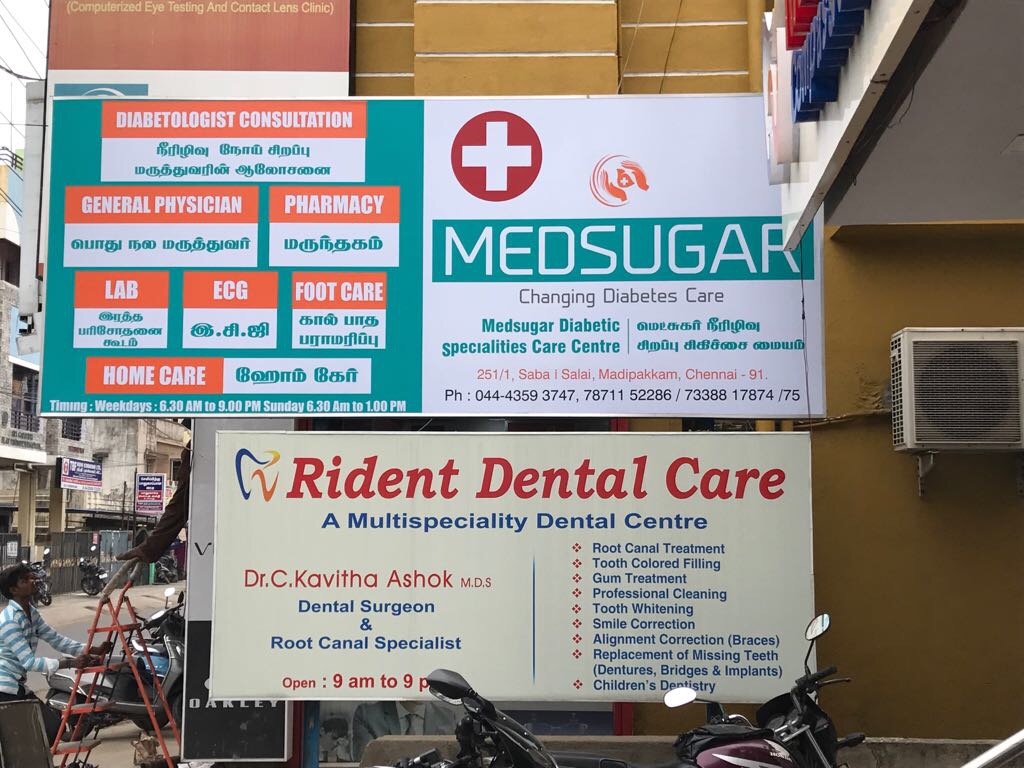 (Computerized Eye Testing And Contact Lens Clinic)
DIABETOLOGIST CONSULTATION
நீரிழிவு நோய் சிறப்பு
மருத்துவரின் ஆலோசனை
GENERAL PHYSICIAN
பொது நல மருத்துவர்
PHARMACY
மருந்தகம்
LAB
இரத்த
பரிசோதனை
கூடம்
ECG
இ.சி.ஜி
FOOT CARE
கால் பாத
பராமரிப்பு
HOME CARE
ஹோம் கேர்
Timing : Weekdays : 6.30 AM to 9.00 PM Sunday 6.30 Am to 1.00 PM
MEDSUGAR
Changing Diabetes Care
Medsugar Diabetic
specialities Care Centre
மெட்சுகர் நீரிழிவு
சிறப்பு சிகிச்சை மையம்
251/1, Saba i Salai, Madipakkam, Chennai - 91.
Ph : 044-4359 3747, 78711 52286 / 73388 17874 /75
Rident Dental Care
A Multispeciality Dental Centre
Dr.C.Kavitha Ashok M.D.S
Dental Surgeon
&
Root Canal Specialist
Open : 9 am to 9 p
Root Canal Treatment
Tooth Colored Filling
Gum Treatment
Professional Cleaning
Tooth Whitening
Smile Correction
Alignment Correction (Braces)
Replacement of Missing Teeth
(Dentures, Bridges & Implants)
Children's Dentistry
OAKLEY